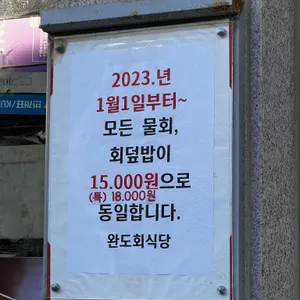 2023.년
1월1일부터~
모든 물회,
회덮밥이
15.000원으로
(특) 18.000원
동일합니다.
완도회식당